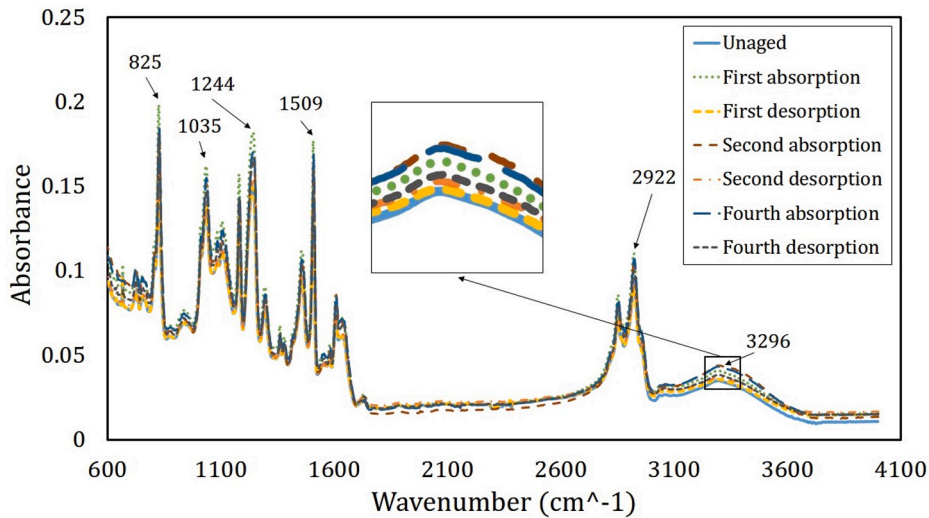 0.25
0.2
0.15
0.1
0.05
0
Absorbance
825
1035
1244
1509
2922
3296
Unaged
First absorption
First desorption
Second absorption
Second desorption
Fourth absorption
Fourth desorption
600
1100
1600
2100
2600
3100
3600
4100
Wavenumber (cm^-1)